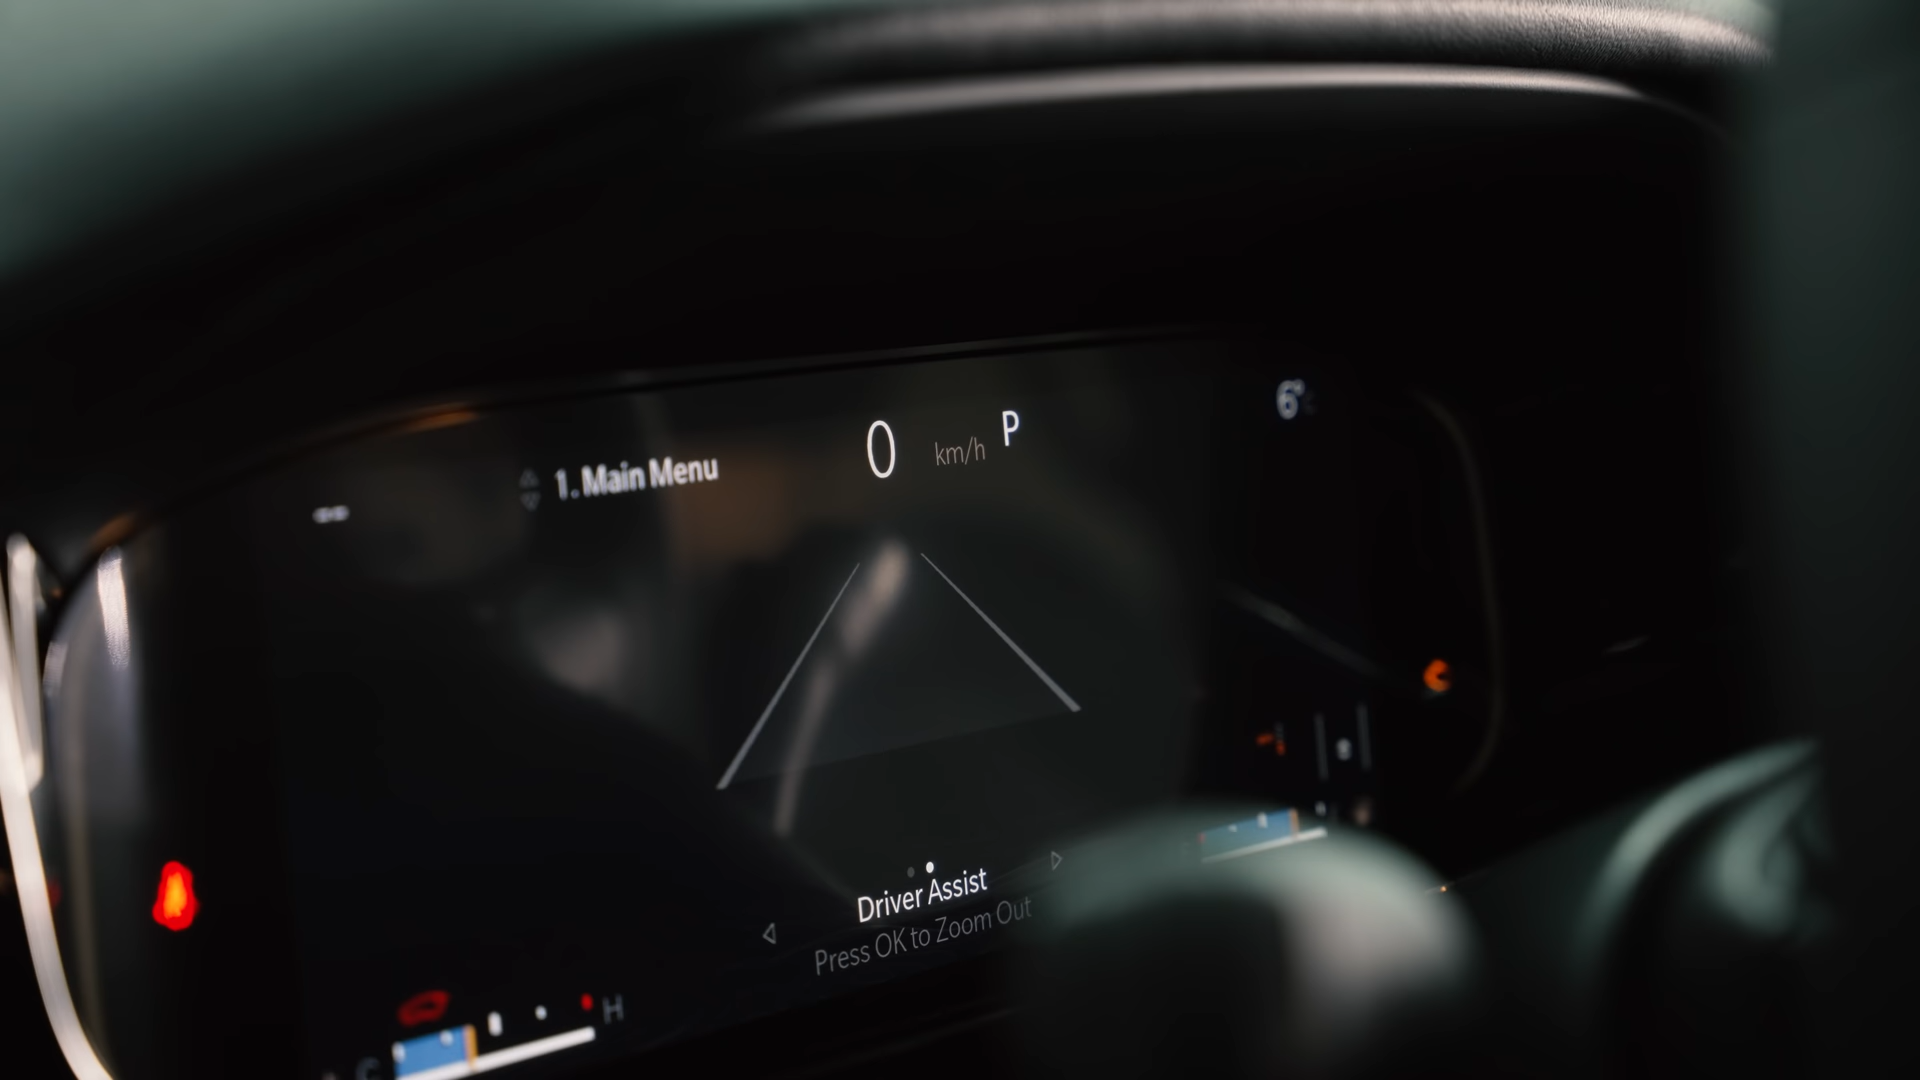 1. Main Menu
0 km/h P
6°
--
Driver Assist
Press OK to Zoom Out
C H